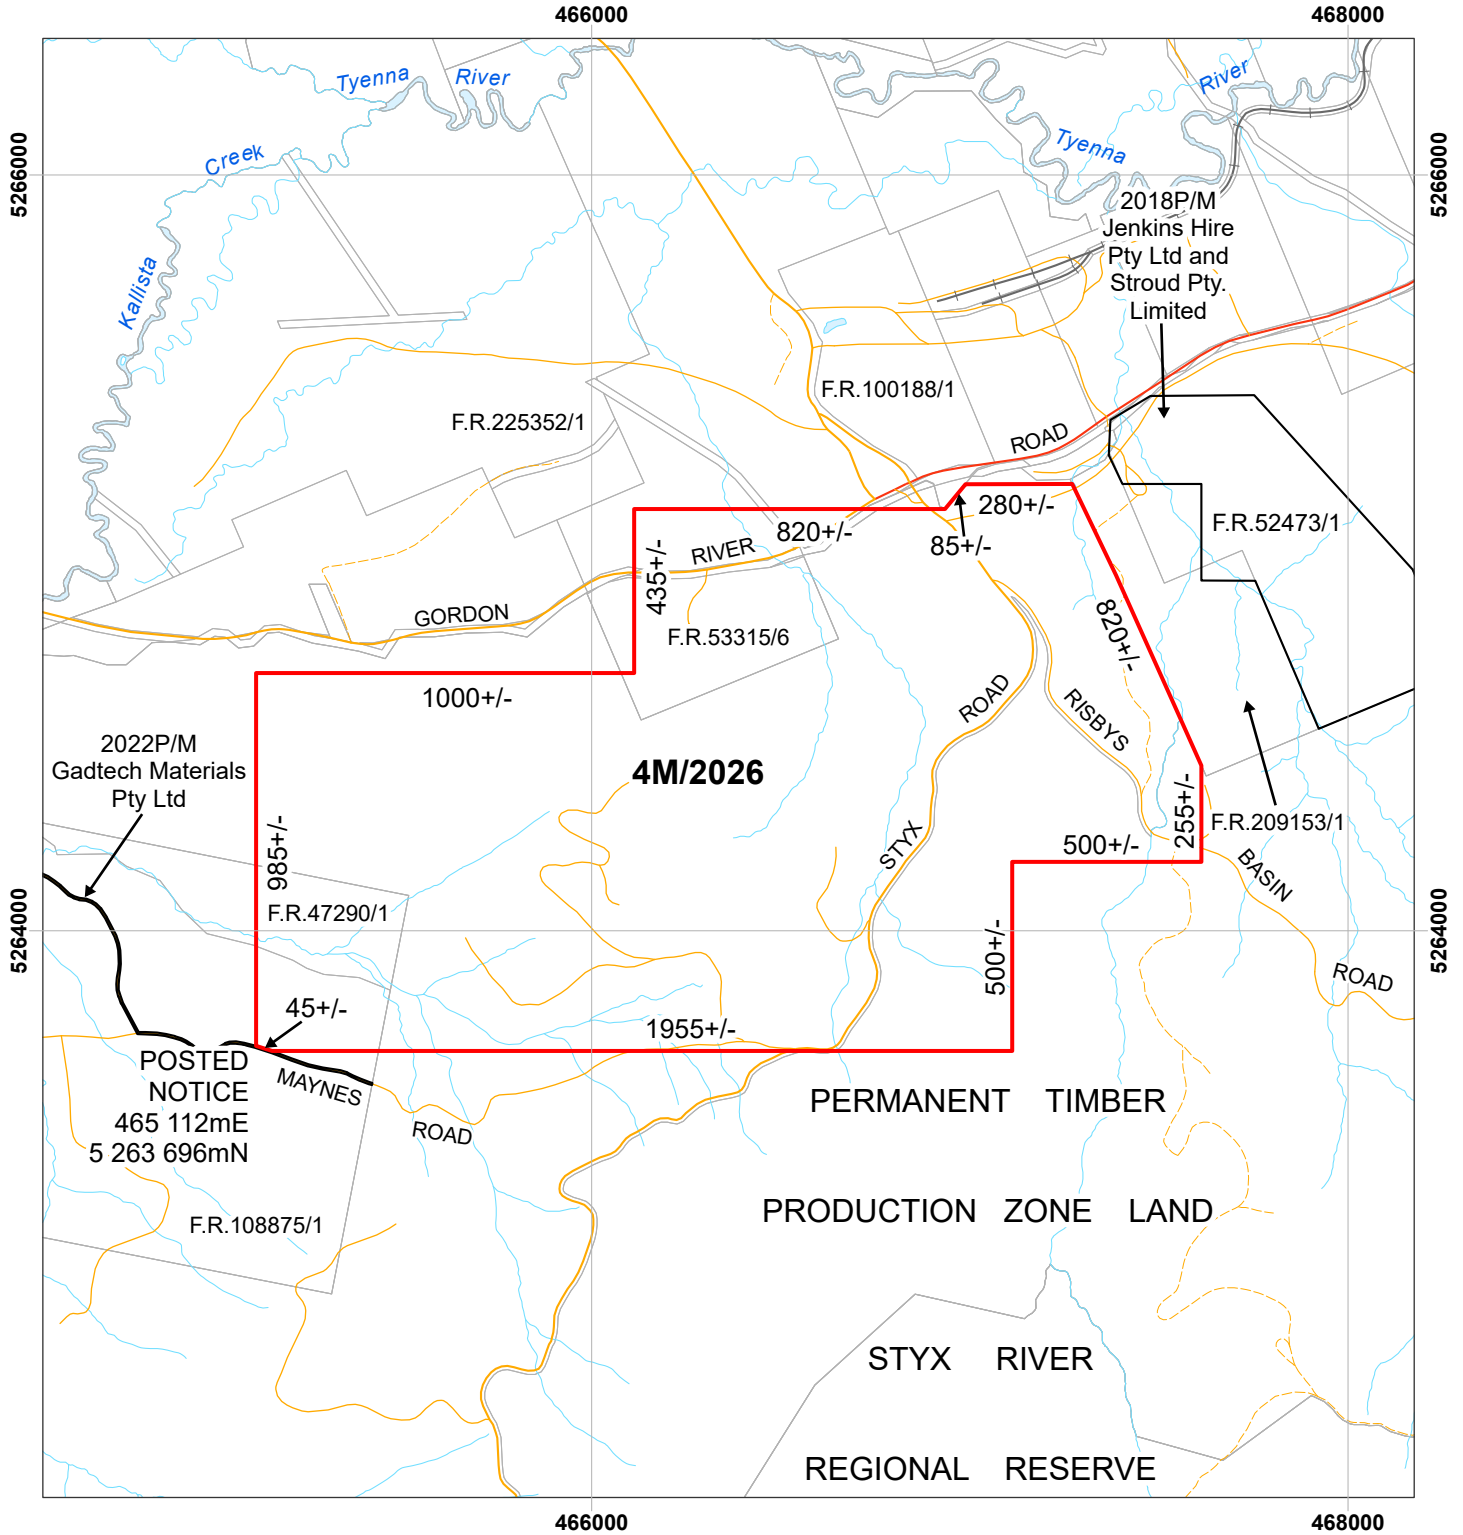 466000
468000
Tyenna
River
River
Creek
Tyenna
5266000
5266000
2018P/M
Jenkins Hire
Pty Ltd and
Stroud Pty.
Limited
Kallista
F.R.100188/1
F.R.225352/1
ROAD
280+/-
F.R.52473/1
820+/-
85+/-
RIVER
435+/-
GORDON
F.R.53315/6
820+/-
1000+/-
ROAD
RISBYS
2022P/M
Gadtech Materials
Pty Ltd
4M/2026
255+/-
F.R.209153/1
985+/-
STYX
500+/-
BASIN
F.R.47290/1
5264000
5264000
500+/-
ROAD
45+/-
1955+/-
POSTED
NOTICE
465 112mE
5 263 696mN
MAYNES
ROAD
PERMANENT TIMBER
PRODUCTION ZONE LAND
F.R.108875/1
STYX RIVER
REGIONAL RESERVE
466000
468000